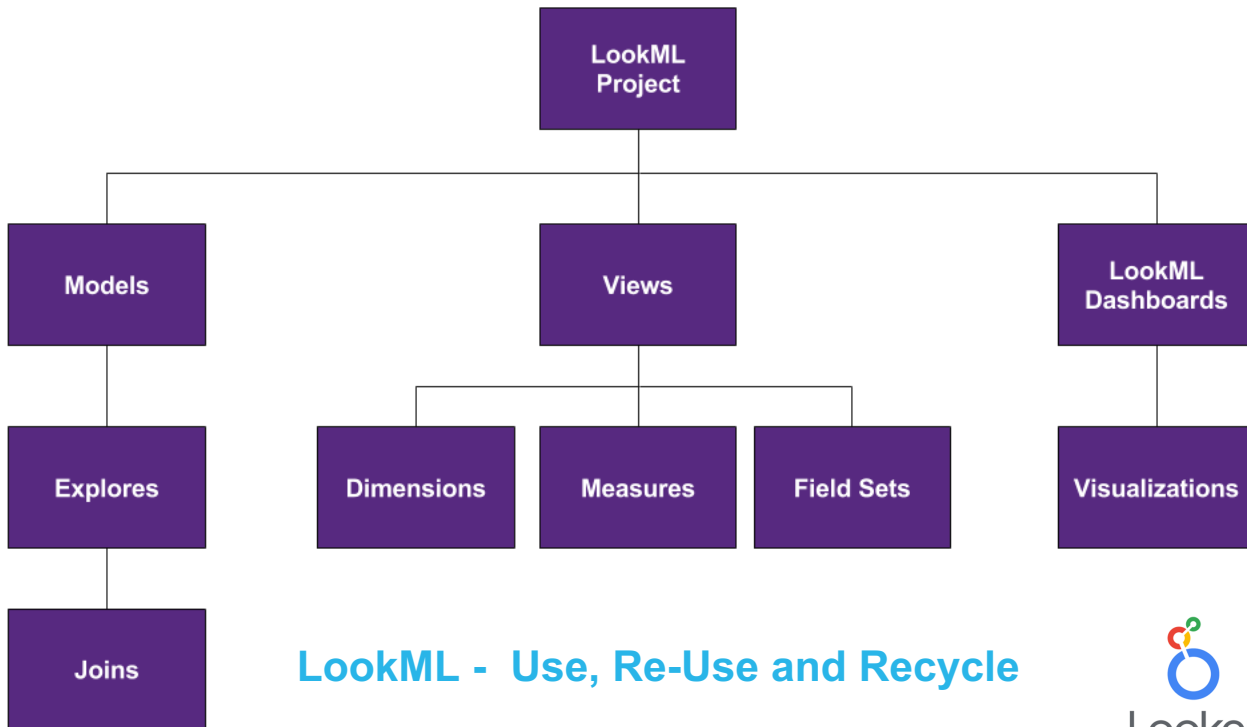 LookML
Project
Models
Views
LookML
Dashboards
Explores
Dimensions
Measures
Field Sets
Visualizations
Joins
LookML - Use, Re-Use and Recycle